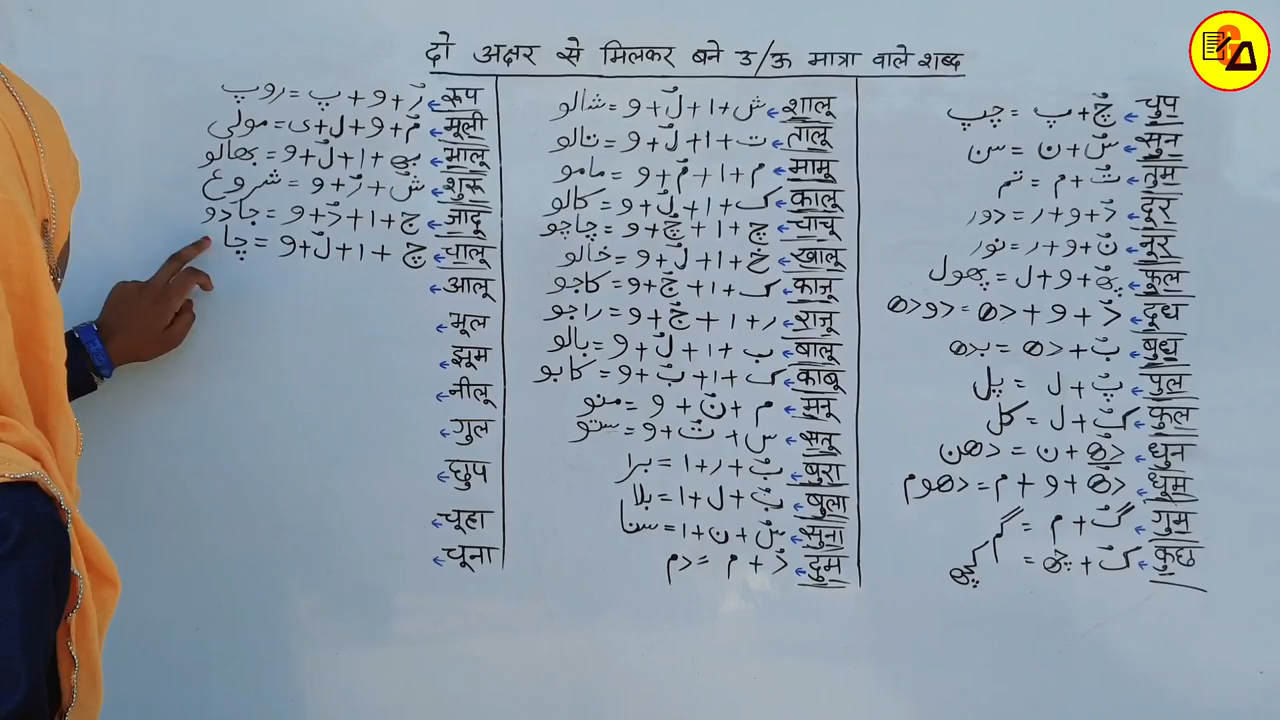 दो अक्षर से मिलकर बने उ/ऊ मात्रा वाले शब्द
चुप ← چُ + پ = چپ
सुन ← سُ + ن = سن
तुम ← تُ + م = تم
दूर ← دُ + و + ر = دور
नूर ← نُ + و + ر = نور
फूल ← پھُ + و + ل = پھول
दूध ← دُ + و + دھ = دودھ
बुध ← بُ + دھ = بدھ
पुल ← پُ + ل = پل
कुल ← کُ + ل = کل
धुन ← دھُ + ن = دھن
धूम ← دھُ + و + م = دھوم
गुम ← گُ + م = گم
कुछ ← کُ + چھ = کچھ
शालू ← ش + ا + لُ + و = شالو
तालू ← ت + ا + لُ + و = تالو
मामू ← م + ا + مُ + و = مامو
कालू ← ک + ا + لُ + و = کالو
चाचू ← چ + ا + چُ + و = چاچو
खालू ← خ + ا + لُ + و = خالو
काजू ← ک + ا + جُ + و = کاجو
राजू ← ر + ا + جُ + و = راجو
बालू ← ب + ا + لُ + و = بالو
काबू ← ک + ا + بُ + و = کابو
मनू ← م + نُ + و = منو
सतू ← س + تُ + و = ستو
बुरा ← بُ + ر + ا = برا
बुला ← بُ + ل + ا = بلا
सुना ← سُ + ن + ا = سنا
दुम ← دُ + م = دم
रूप ← رُ + و + پ = روپ
मूली ← مُ + و + ل + ی = مولی
भालू ← بھ + ا + لُ + و = بھالو
शुरू ← شُ + رُ + و = شروع
जादू ← ج + ا + دُ + و = جادو
चालू ← چ + ا + لُ + و = چا
आलू ←
भूल ←
झूम ←
नीलू ←
गुल ←
छुप ←
चूहा ←
चूना ←